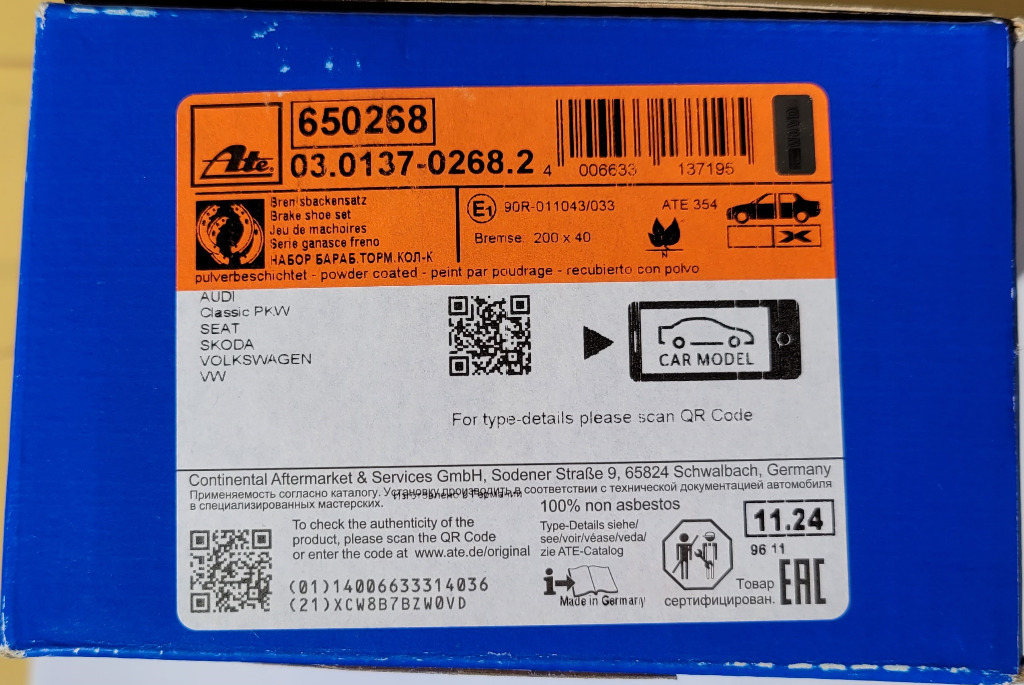 Ate
650268
03.0137-0268.2
4 006633 137195
Bremsbackensatz
Brake shoe set
Jeu de machoires
Serie ganasce freno
НАБОР БАРАБ.ТОРМ.КОЛ-К
E1 90R-011043/033
ATE 354
Bremse: 200 x 40
N
X
pulverbeschichtet - powder coated - peint par poudrage - recubierto con polvo
AUDI
Classic PKW
SEAT
SKODA
VOLKSWAGEN
VW
CAR MODEL
For type-details please scan QR Code
Continental Aftermarket & Services GmbH, Sodener Straße 9, 65824 Schwalbach, Germany
Применяемость согласно каталогу. Установку производить в соответствии с технической документацией автомобиля
в специализированных мастерских.
Изготовлено в Германии
To check the authenticity of the
product, please scan the QR Code
or enter the code at www.ate.de/original
(01)14006633314036
(21)XCW8B7BZW0VD
100% non asbestos
Type-Details siehe/
see/voir/véase/veda/
zie ATE-Catalog
i
Made in Germany
11.24
96 11
Товар
сертифицирован.
EAC